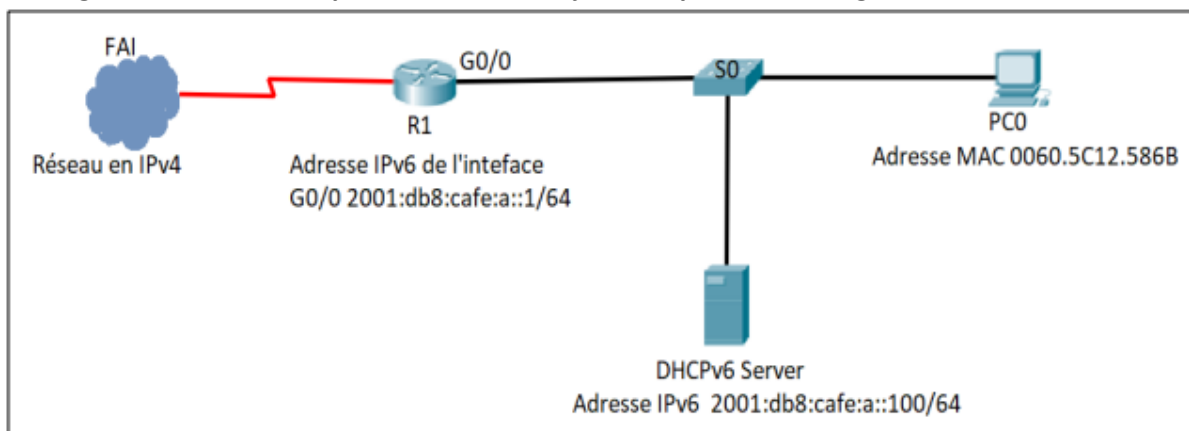 FAI
G0/0
S0
R1
PC0
Réseau en IPv4
Adresse IPv6 de l'inteface
G0/0 2001:db8:cafe:a::1/64
Adresse MAC 0060.5C12.586B
DHCPv6 Server
Adresse IPv6 2001:db8:cafe:a::100/64